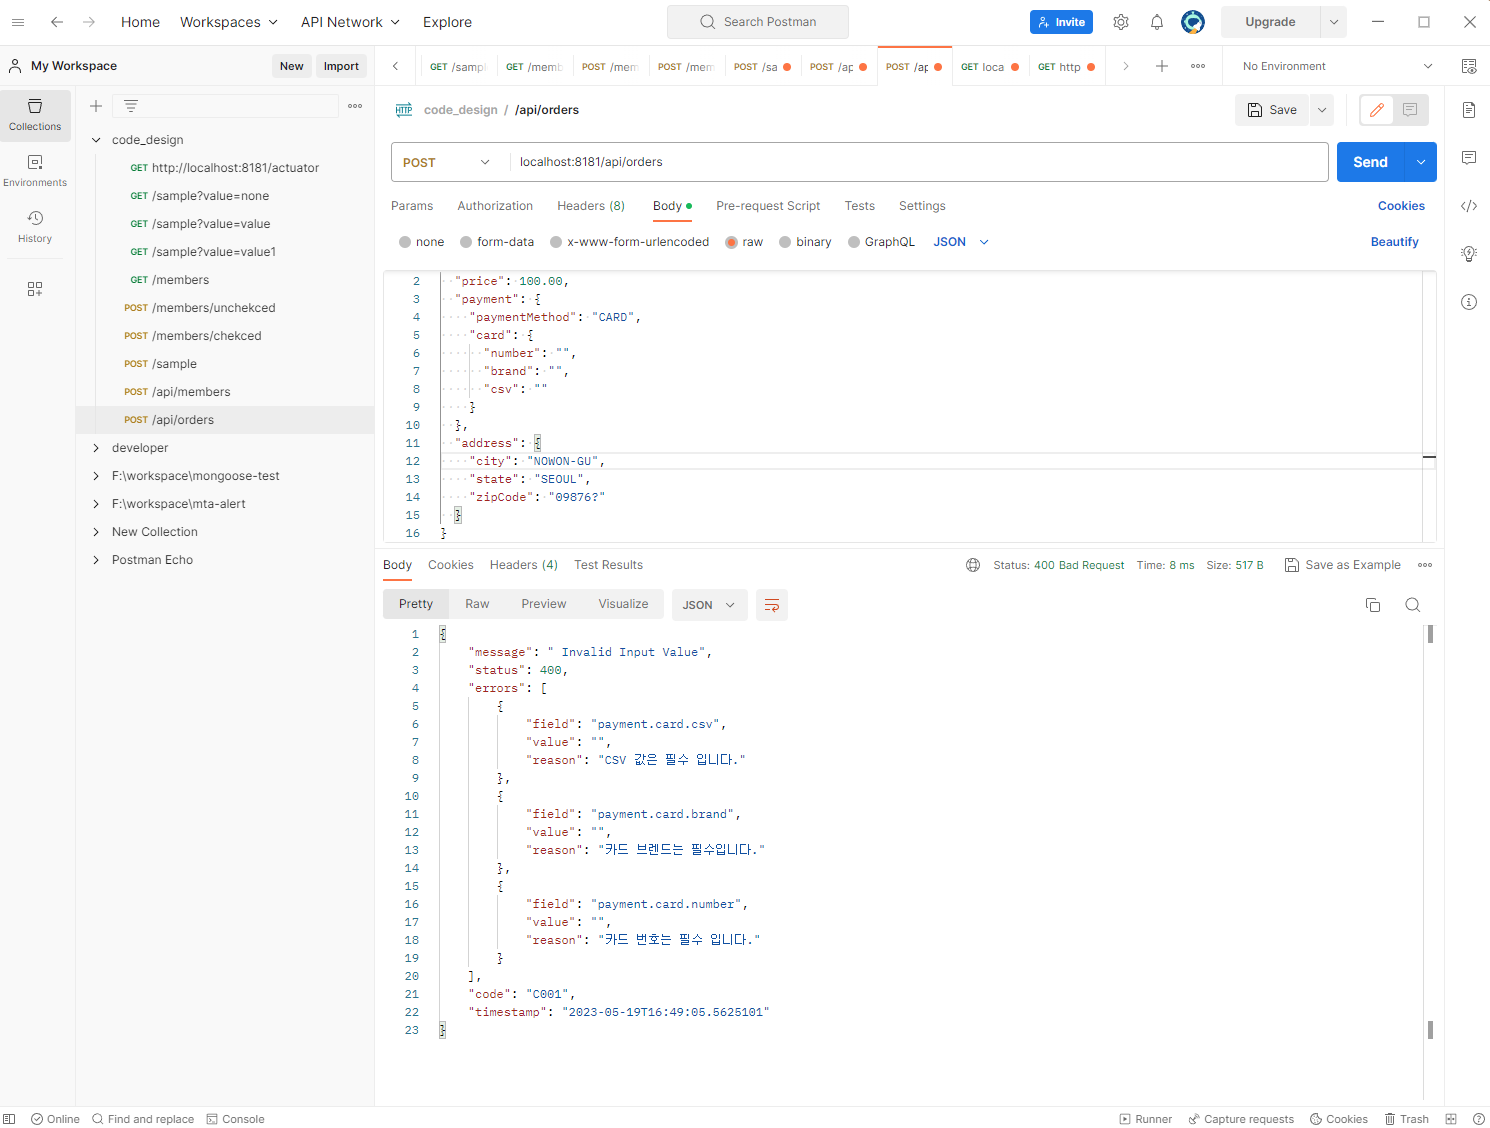 Home Workspaces API Network Explore Search Postman Invite Upgrade
My Workspace New Import
GET /sampl GET /memb POST /mem POST /mem POST /sa POST /ap POST /ap GET loca GET http No Environment
Collections
Environments
History
code_design
GET http://localhost:8181/actuator
GET /sample?value=none
GET /sample?value=value
GET /sample?value=value1
GET /members
POST /members/unchekced
POST /members/chekced
POST /sample
POST /api/members
POST /api/orders
developer
F:\workspace\mongoose-test
F:\workspace\mta-alert
New Collection
Postman Echo
HTTP code_design / /api/orders Save
POST localhost:8181/api/orders Send
Params Authorization Headers (8) Body Pre-request Script Tests Settings Cookies
none form-data x-www-form-urlencoded raw binary GraphQL JSON Beautify
2 "price": 100.00,
3 "payment": {
4 "paymentMethod": "CARD",
5 "card": {
6 "number": "",
7 "brand": "",
8 "csv": ""
9 }
10 },
11 "address": {
12 "city": "NOWON-GU",
13 "state": "SEOUL",
14 "zipCode": "09876?"
15 }
16 }
Body Cookies Headers (4) Test Results Status: 400 Bad Request Time: 8 ms Size: 517 B Save as Example
Pretty Raw Preview Visualize JSON
1 {
2 "message": " Invalid Input Value",
3 "status": 400,
4 "errors": [
5 {
6 "field": "payment.card.csv",
7 "value": "",
8 "reason": "CSV 값은 필수 입니다."
9 },
10 {
11 "field": "payment.card.brand",
12 "value": "",
13 "reason": "카드 브렌드는 필수입니다."
14 },
15 {
16 "field": "payment.card.number",
17 "value": "",
18 "reason": "카드 번호는 필수 입니다."
19 }
20 ],
21 "code": "C001",
22 "timestamp": "2023-05-19T16:49:05.5625101"
23 }
Online Find and replace Console Runner Capture requests Cookies Trash